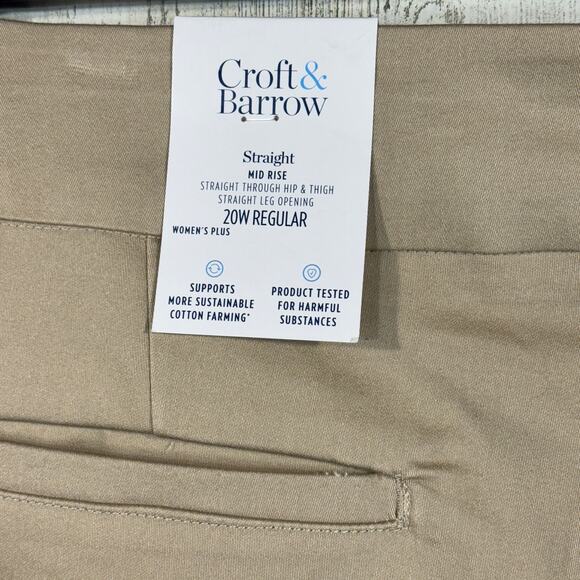 Croft&
Barrow
Straight
MID RISE
STRAIGHT THROUGH HIP & THIGH
STRAIGHT LEG OPENING
20W REGULAR
WOMEN'S PLUS
SUPPORTS
MORE SUSTAINABLE
COTTON FARMING*
PRODUCT TESTED
FOR HARMFUL
SUBSTANCES